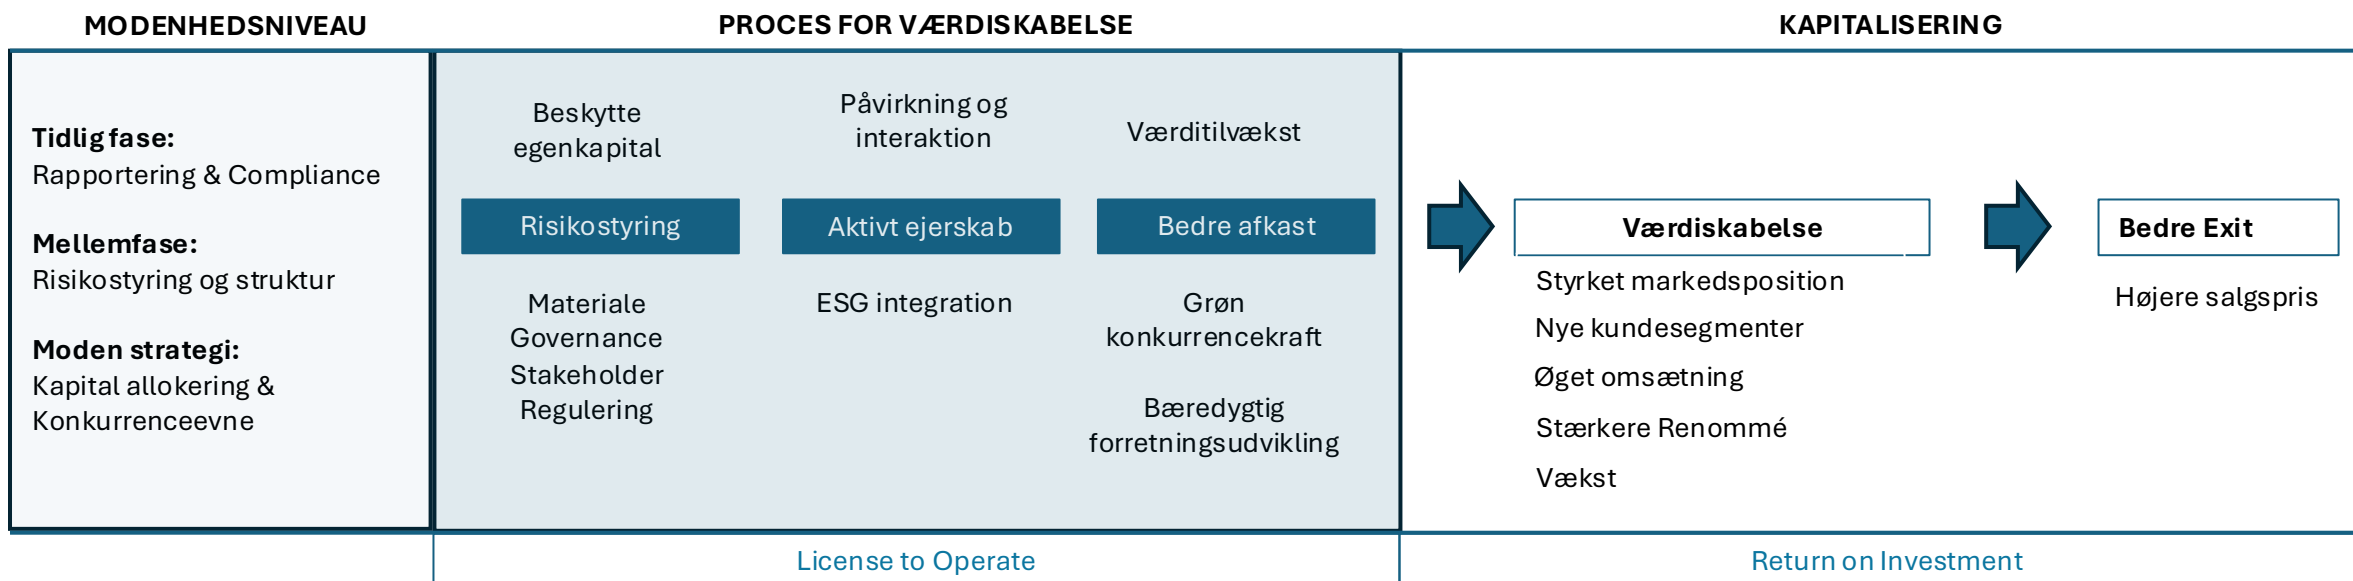 MODENHEDSNIVEAU
PROCES FOR VÆRDISKABELSE
KAPITALISERING
Tidlig fase:
Rapportering & Compliance
Mellemfase:
Risikostyring og struktur
Moden strategi:
Kapital allokering &
Konkurrenceevne
Beskytte
egenkapital
Risikostyring
Materiale
Governance
Stakeholder
Regulering
Påvirkning og
interaktion
Aktivt ejerskab
ESG integration
Værditilvækst
Bedre afkast
Grøn
konkurrencekraft
Bæredygtig
forretningsudvikling
Værdiskabelse
Styrket markedsposition
Nye kundesegmenter
Øget omsætning
Stærkere Renommé
Vækst
Bedre Exit
Højere salgspris
License to Operate
Return on Investment